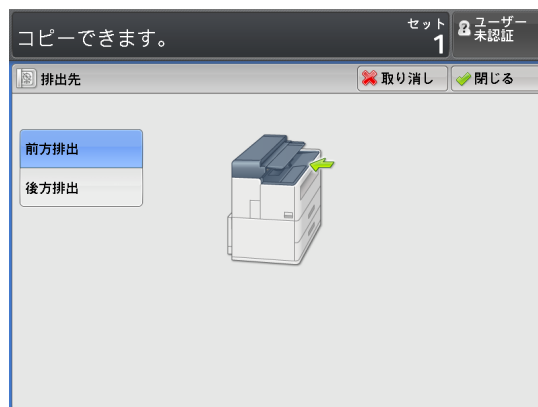 コピーできます。
セット
1
ユーザー
未認証
排出先
取り消し
閉じる
前方排出
後方排出